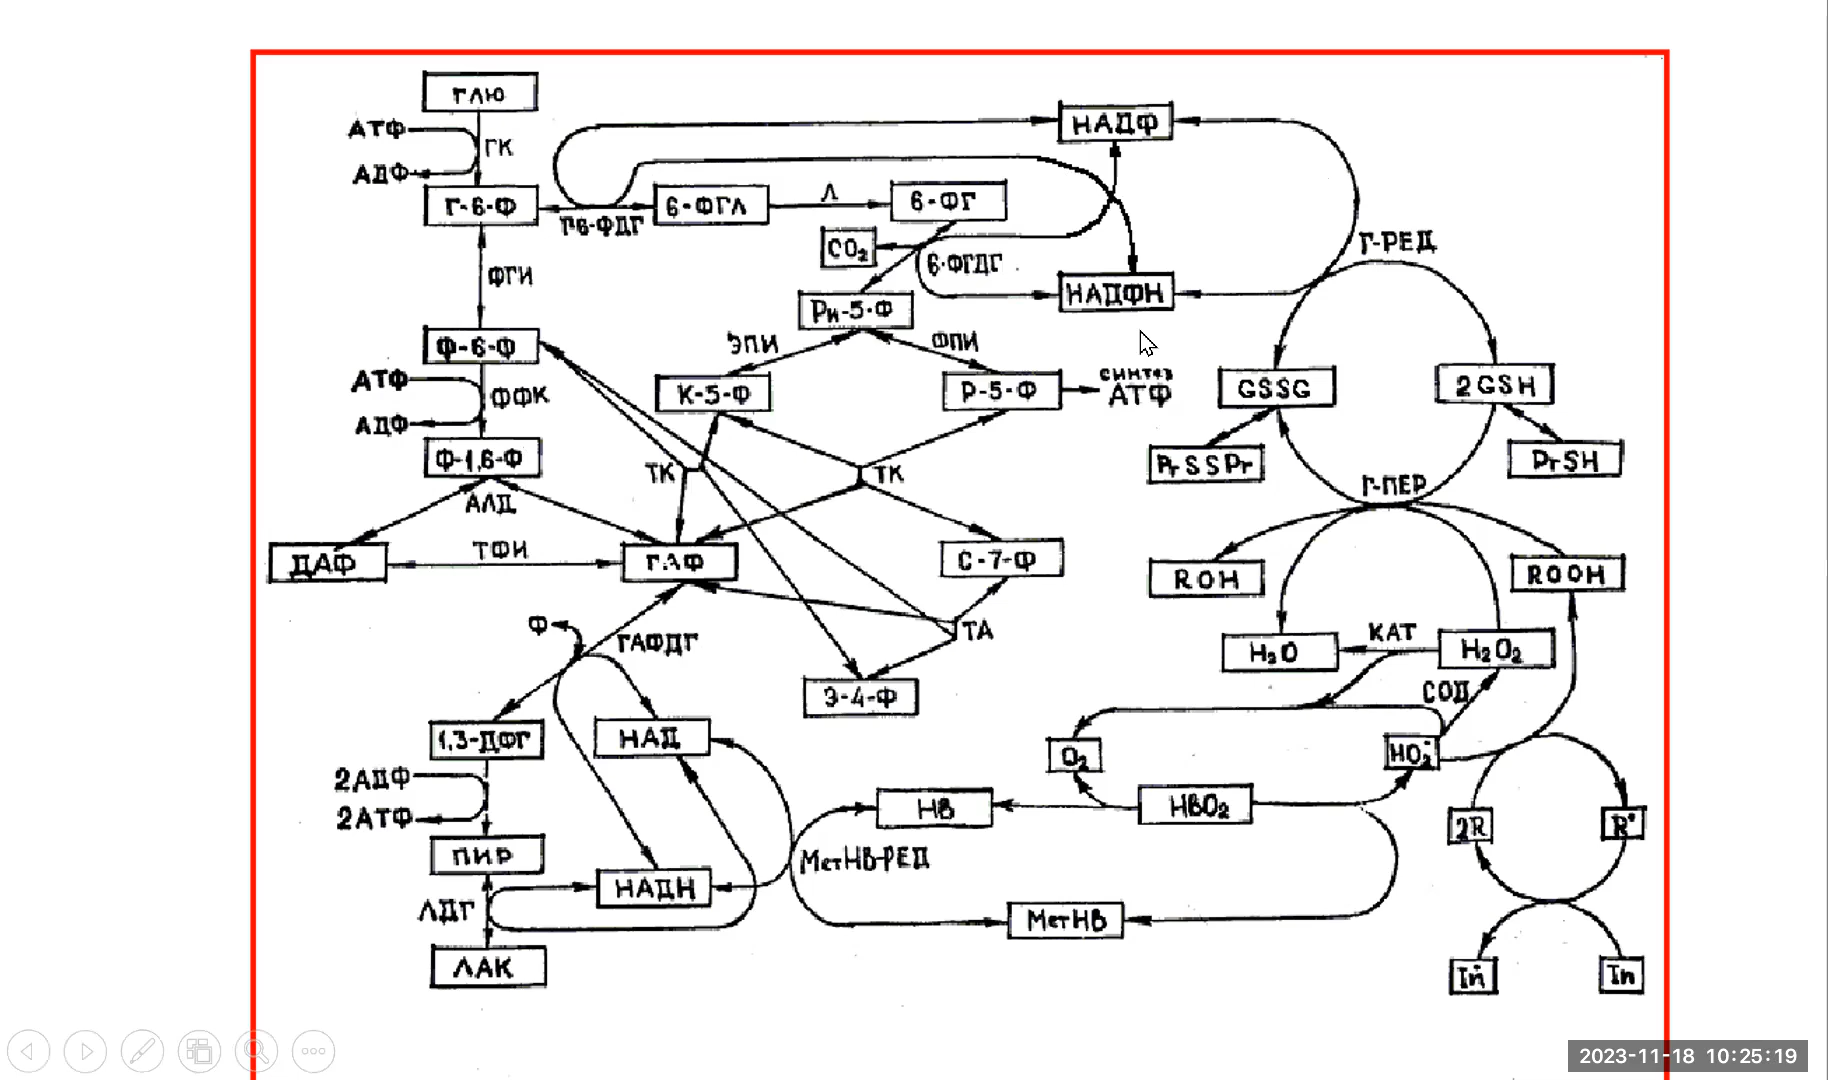 ГЛЮ
НАДФ
АТФ
ГК
АДФ
Г-6-Ф
6-ФГЛ
Л
6-ФГ
Г6-ФДГ
CO₂
6-ФГДГ
Г-РЕД
ФГИ
НАДФН
Ри-5-Ф
Ф-6-Ф
ЭПИ
ФПИ
АТФ
ФФК
К-5-Ф
Р-5-Ф
синтез
АТФ
GSSG
2GSH
АДФ
Ф-1,6-Ф
ТК
ТК
PrSSPr
PrSH
АЛД
Г-ПЕР
ДАФ
ТФИ
ГАФ
С-7-Ф
ROH
ROOH
Ф
ГАФДГ
ТА
КАТ
H₂O
H₂O₂
Э-4-Ф
СОД
1,3-ДФГ
НАД
O₂
HO₂⁻
2АДФ
2АТФ
НВ
НВО₂
2R
R•
ПИР
МетНВ-РЕД
НАДН
ЛДГ
МетНВ
ЛАК
In
In
2023-11-18 10:25:19